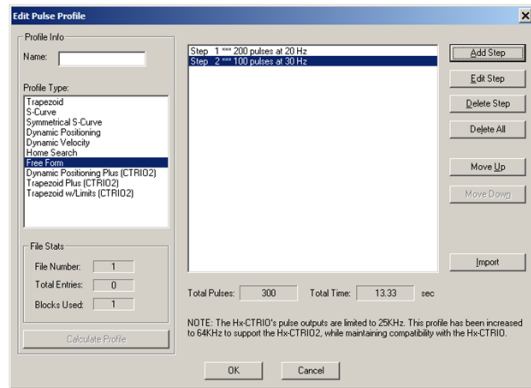 Edit Pulse Profile
Profile Info
Name:
Profile Type:
Trapezoid
S-Curve
Symmetrical S-Curve
Dynamic Positioning
Dynamic Velocity
Home Search
Free Form
Dynamic Positioning Plus (CTRIO2)
Trapezoid Plus (CTRIO2)
Trapezoid w/Limits (CTRIO2)
File Stats
File Number: 1
Total Entries: 0
Blocks Used: 1
Calculate Profile
Step 1 *** 200 pulses at 20 Hz
Step 2 *** 100 pulses at 30 Hz
Total Pulses: 300 Total Time: 13.33 sec
NOTE: The Hx-CTRIO's pulse outputs are limited to 25KHz. This profile has been increased
to 64KHz to support the Hx-CTRIO2, while maintaining compatibility with the Hx-CTRIO.
Add Step
Edit Step
Delete Step
Delete All
Move Up
Move Down
Import
OK Cancel